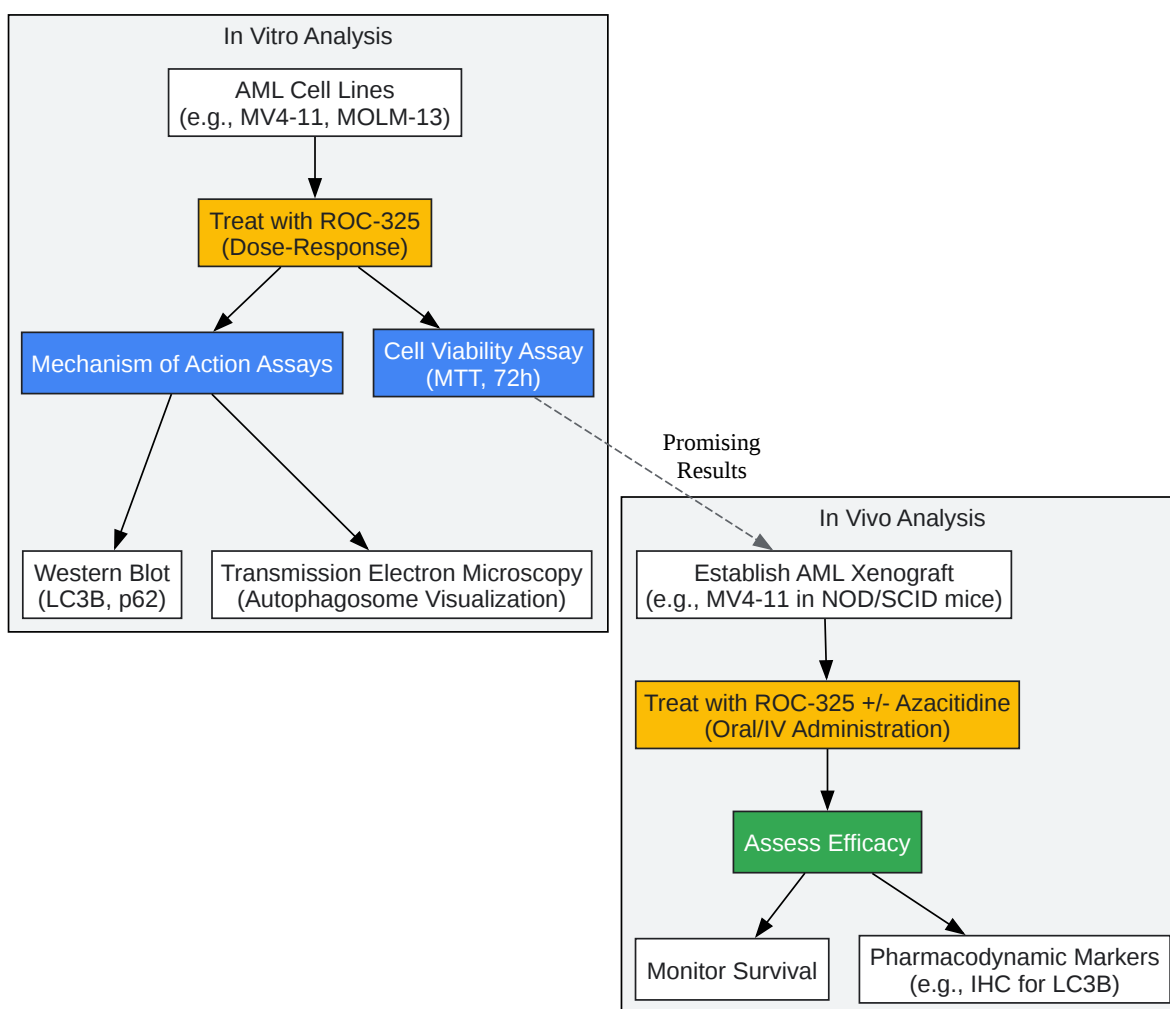 In Vitro Analysis
AML Cell Lines
(e.g., MV4-11, MOLM-13)
Treat with ROC-325
(Dose-Response)
Mechanism of Action Assays
Cell Viability Assay
(MTT, 72h)
Promising
Results
Western Blot
(LC3B, p62)
Transmission Electron Microscopy
(Autophagosome Visualization)
In Vivo Analysis
Establish AML Xenograft
(e.g., MV4-11 in NOD/SCID mice)
Treat with ROC-325 +/- Azacitidine
(Oral/IV Administration)
Assess Efficacy
Monitor Survival
Pharmacodynamic Markers
(e.g., IHC for LC3B)